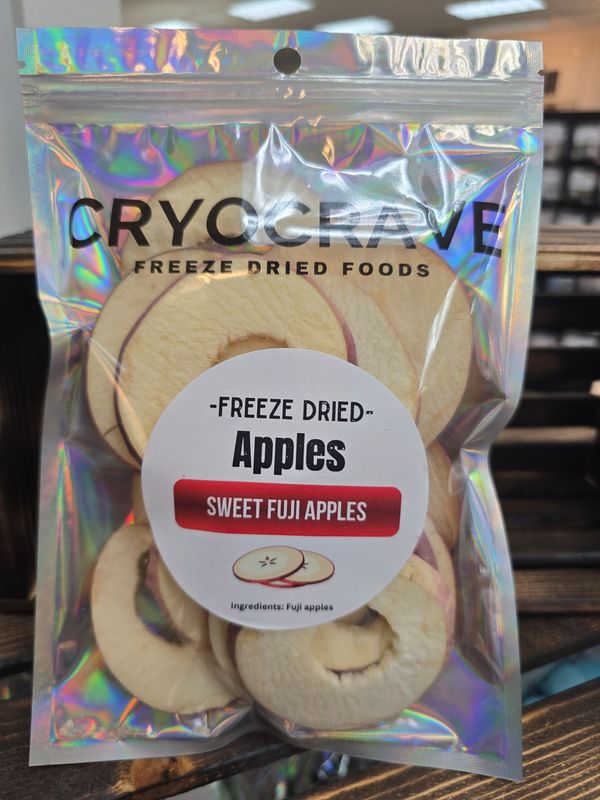 CRYOCRAVE
FREEZE DRIED FOODS
-FREEZE DRIED-
Apples
SWEET FUJI APPLES
Ingredients: Fuji apples